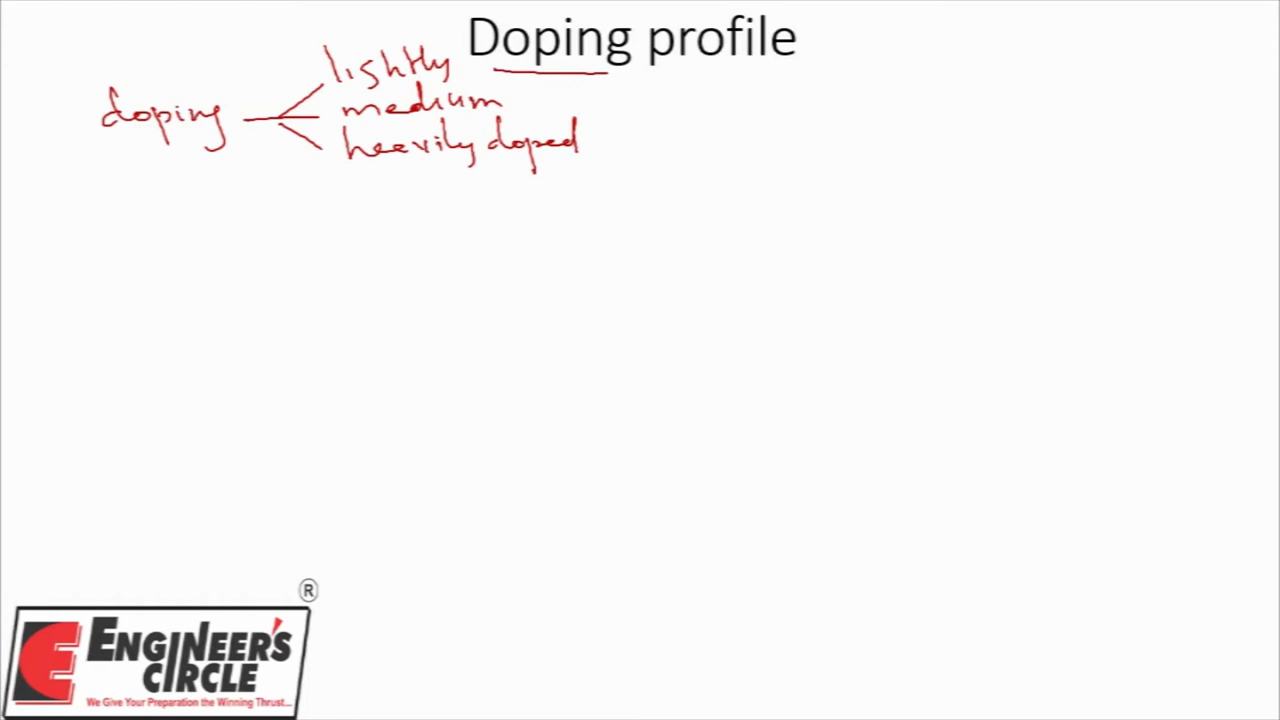 Doping profile
lightly
doping
medium
heavily doped
®
ENGINEER'S
CIRCLE
We Give Your Preparation the Winning Thrust...